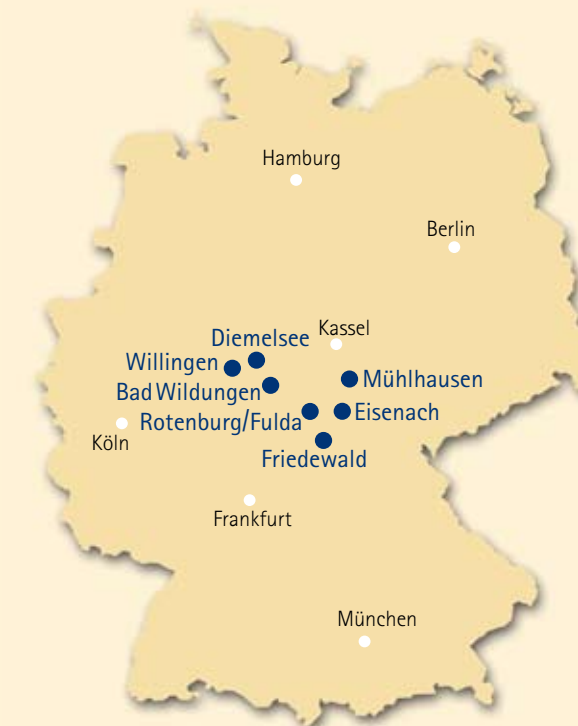 Hamburg
Berlin
Diemelsee
Kassel
Willingen
Mühlhausen
Bad Wildungen
Eisenach
Rotenburg/Fulda
Köln
Friedewald
Frankfurt
München